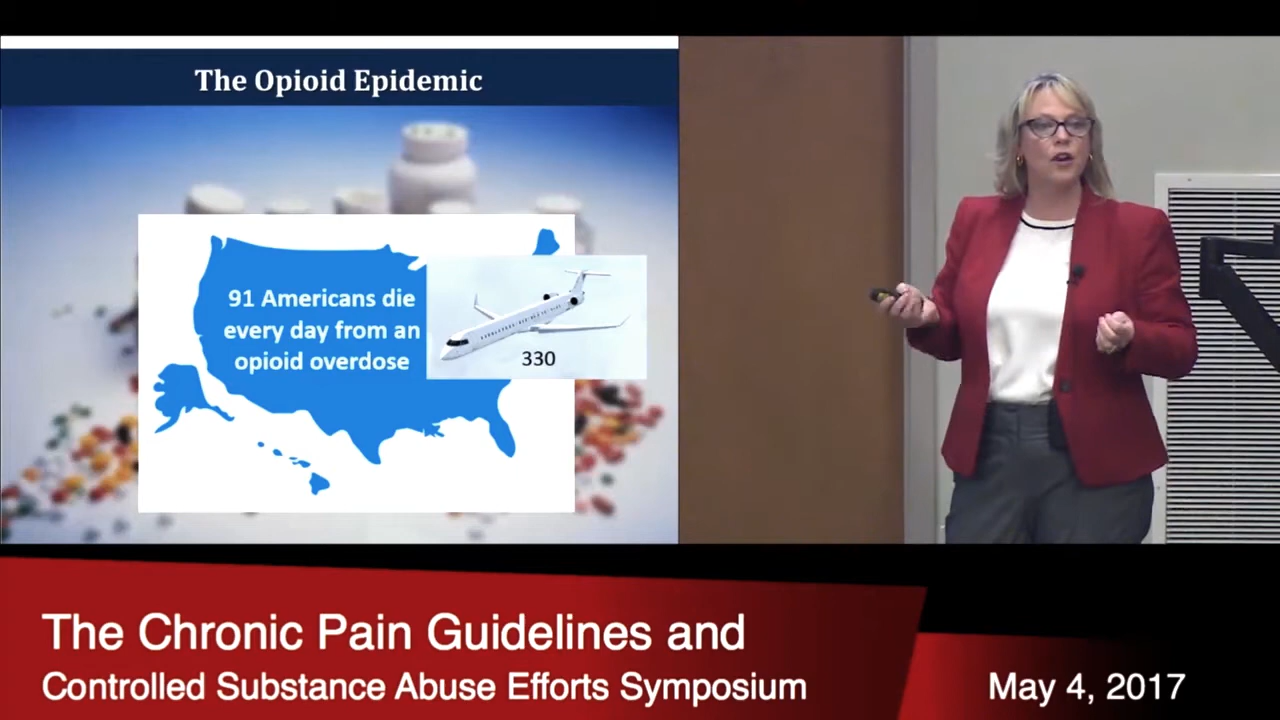 The Opioid Epidemic
91 Americans die
every day from an
opioid overdose
330
The Chronic Pain Guidelines and
Controlled Substance Abuse Efforts Symposium
May 4, 2017